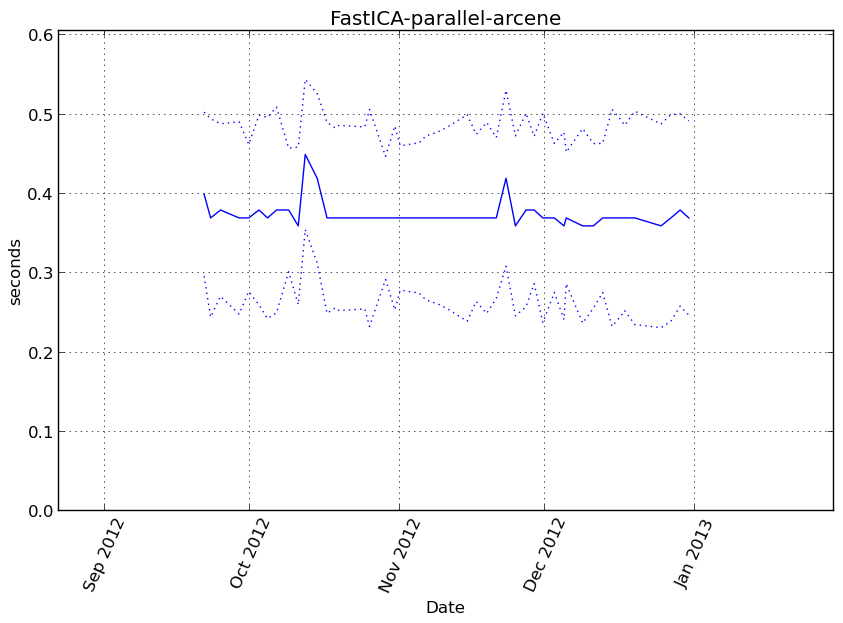 FastICA-parallel-arcene
0.6
0.5
0.4
0.3
0.2
0.1
0.0
seconds
Sep 2012
Oct 2012
Nov 2012
Dec 2012
Jan 2013
Date